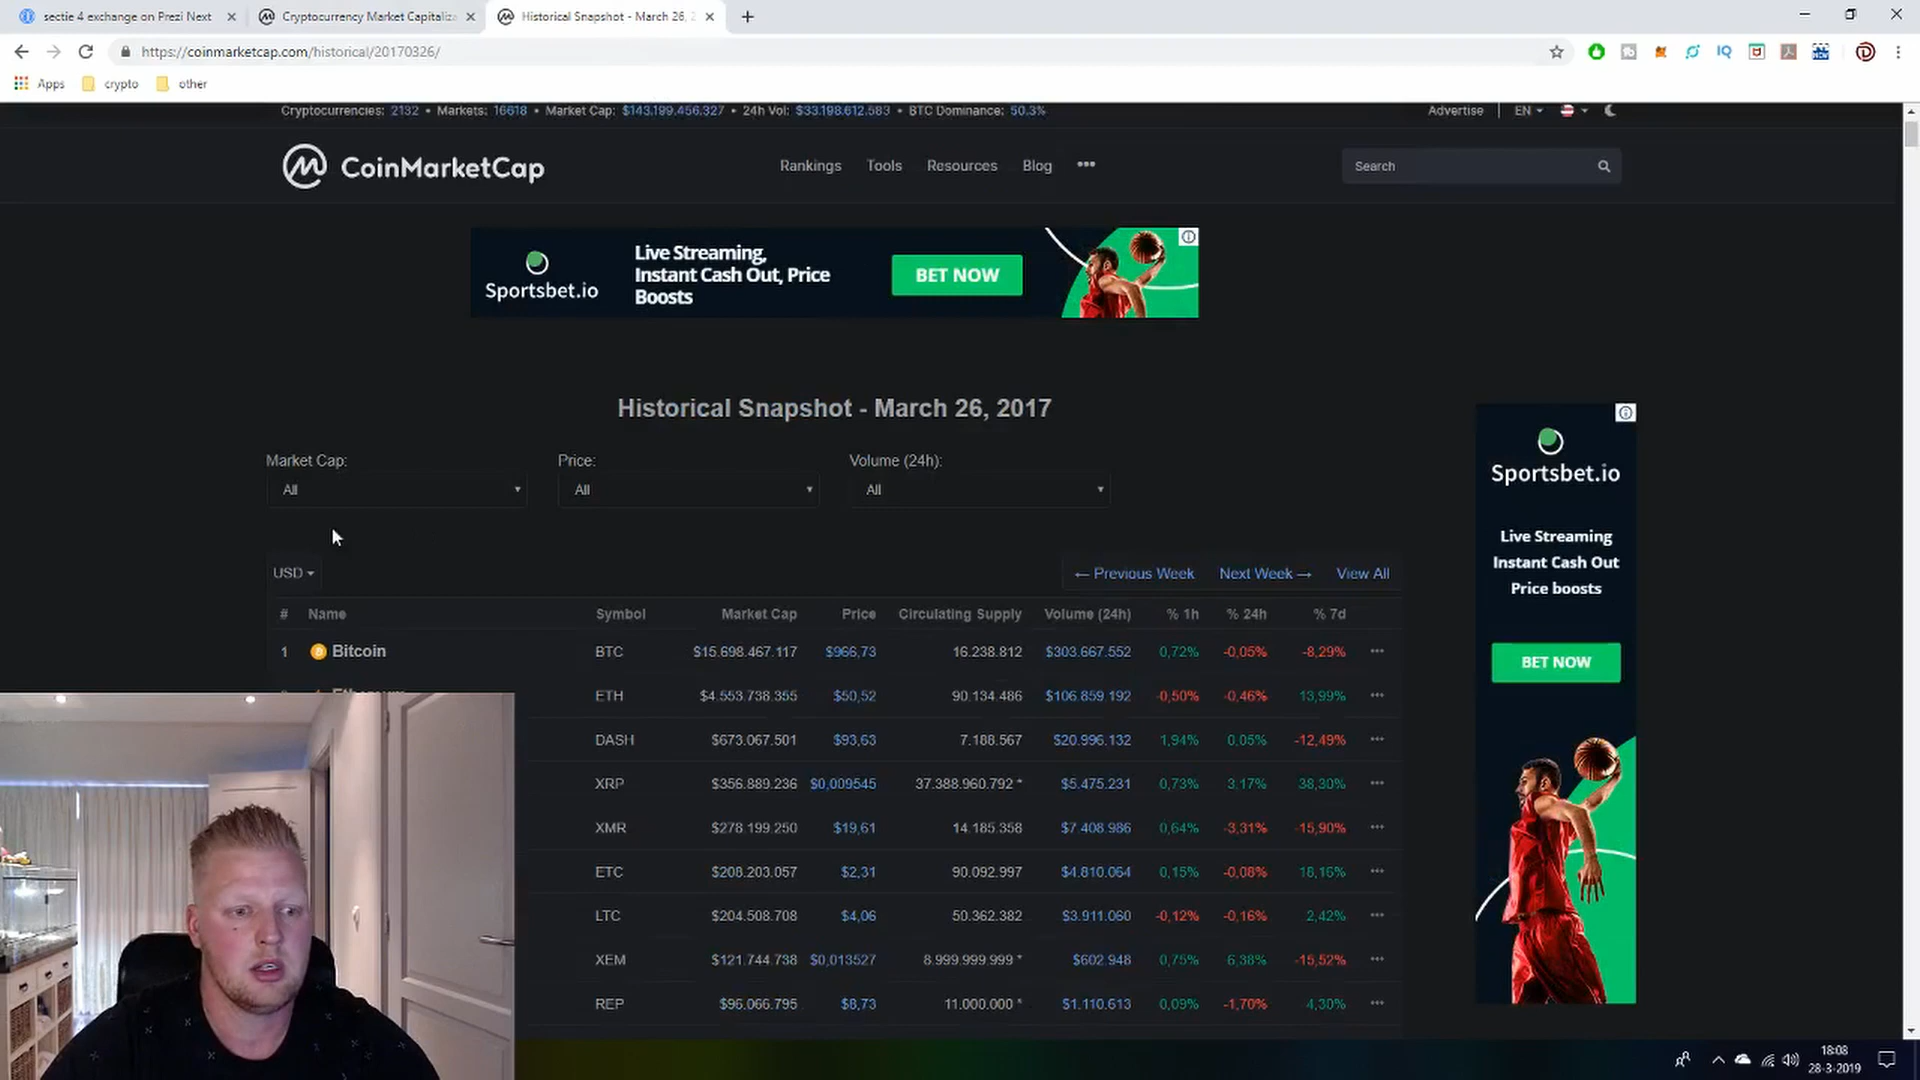 sectie 4 exchange on Prezi Next
Cryptocurrency Market Capitaliz
Historical Snapshot - March 26, 2
https://coinmarketcap.com/historical/20170326/
Apps crypto other
Cryptocurrencies: 2132 • Markets: 16618 • Market Cap: $143.199.456.327 • 24h Vol: $33.198.612.583 • BTC Dominance: 50.3%
Advertise EN
CoinMarketCap
Rankings Tools Resources Blog •••
Search
Sportsbet.io
Live Streaming,
Instant Cash Out, Price
Boosts
BET NOW
Historical Snapshot - March 26, 2017
Market Cap: Price: Volume (24h):
All All All
USD
← Previous Week Next Week → View All
# Name Symbol Market Cap Price Circulating Supply Volume (24h) % 1h % 24h % 7d
1 Bitcoin BTC $15.698.467.117 $966,73 16.238.812 $303.667.552 0,72% -0,05% -8,29% •••
ETH $4.553.738.355 $50,52 90.134.486 $106.859.192 -0,50% -0,46% 13,99% •••
DASH $673.067.501 $93,63 7.188.567 $20.996.132 1,94% 0,05% -12,49% •••
XRP $356.889.236 $0,009545 37.388.960.792 * $5.475.231 0,73% 3,17% 38,30% •••
XMR $278.199.250 $19,61 14.185.358 $7.408.986 0,64% -3,31% -15,90% •••
ETC $208.203.057 $2,31 90.092.997 $4.810.064 0,15% -0,08% 18,16% •••
LTC $204.508.708 $4,06 50.362.382 $3.911.060 -0,12% -0,16% 2,42% •••
XEM $121.744.738 $0,013527 8.999.999.999 * $602.948 0,75% 6,38% -15,52% •••
REP $96.066.795 $8,73 11.000.000 * $1.110.613 0,09% -1,70% 4,30% •••
Sportsbet.io
Live Streaming
Instant Cash Out
Price boosts
BET NOW
18:08
28-3-2019